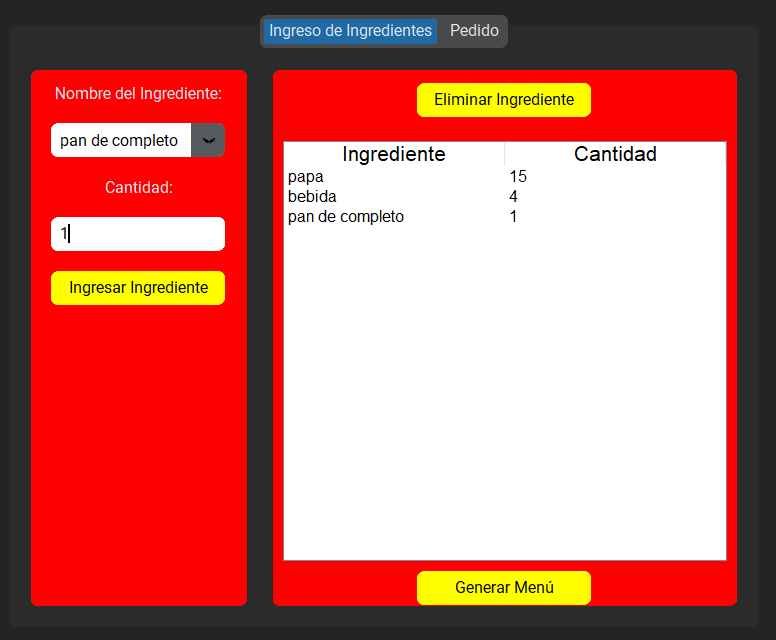 Ingreso de Ingredientes Pedido
Nombre del Ingrediente:
pan de completo
Cantidad:
1
Ingresar Ingrediente
Eliminar Ingrediente
Ingrediente Cantidad
papa 15
bebida 4
pan de completo 1
Generar Menú